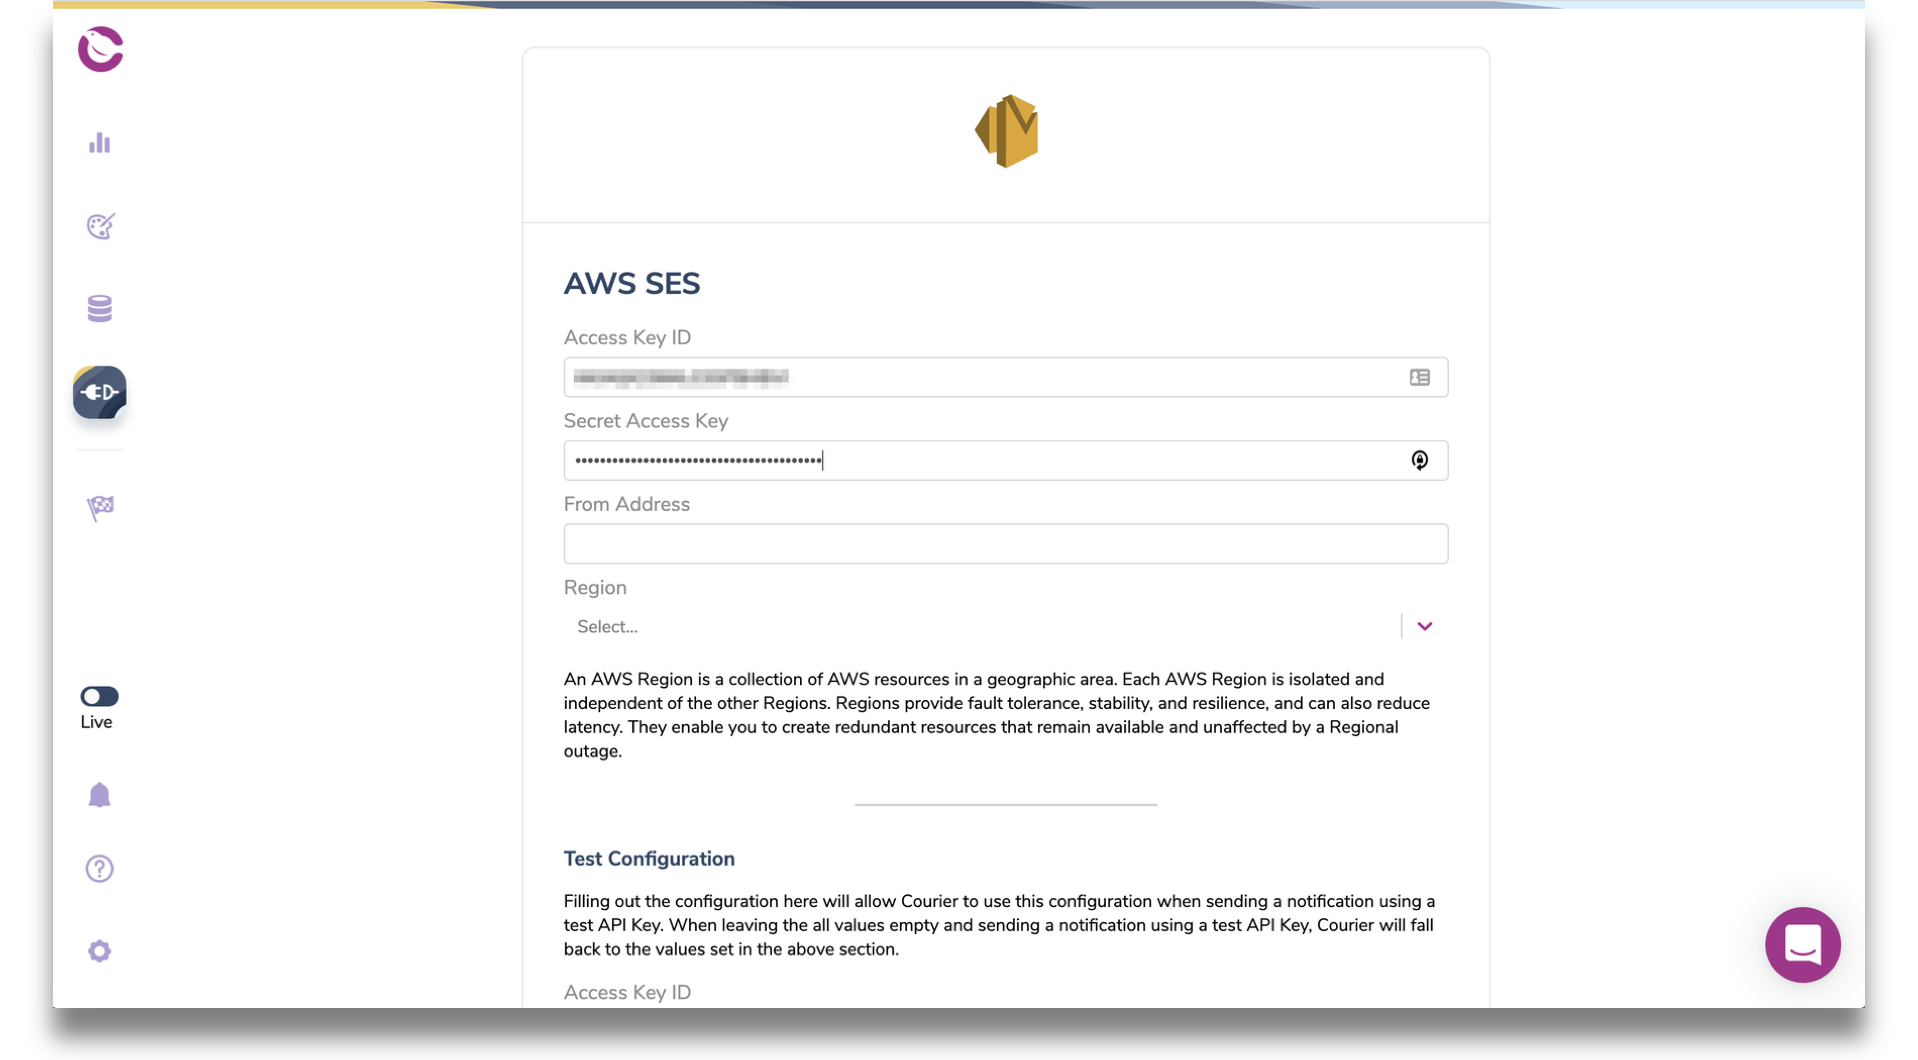 AWS SES
Access Key ID
Secret Access Key
From Address
Region
Select...
An AWS Region is a collection of AWS resources in a geographic area. Each AWS Region is isolated and
independent of the other Regions. Regions provide fault tolerance, stability, and resilience, and can also reduce
latency. They enable you to create redundant resources that remain available and unaffected by a Regional
outage.
Live
Test Configuration
Filling out the configuration here will allow Courier to use this configuration when sending a notification using a
test API Key. When leaving the all values empty and sending a notification using a test API Key, Courier will fall
back to the values set in the above section.
Access Key ID